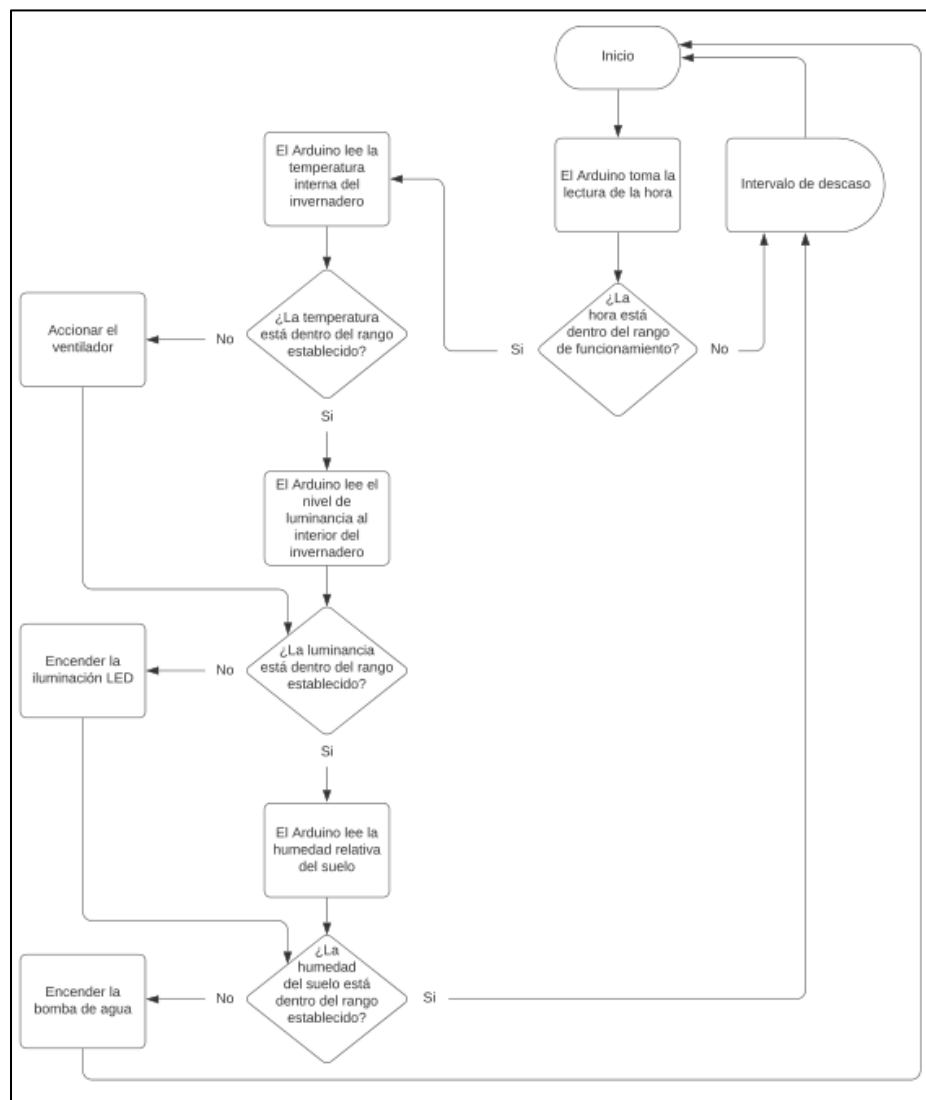 Inicio
El Arduino toma la
lectura de la hora
Intervalo de descaso
¿La
hora está
dentro del rango
de funcionamiento?
Si
No
El Arduino lee la
temperatura
interna del
invernadero
¿La temperatura
está dentro del rango
establecido?
No
Accionar el
ventilador
Si
El Arduino lee el
nivel de
luminancia al
interior del
invernadero
¿La luminancia
está dentro del rango
establecido?
No
Encender la
iluminación LED
Si
El Arduino lee la
humedad relativa
del suelo
¿La
humedad
del suelo está
dentro del rango
establecido?
No
Si
Encender la
bomba de agua